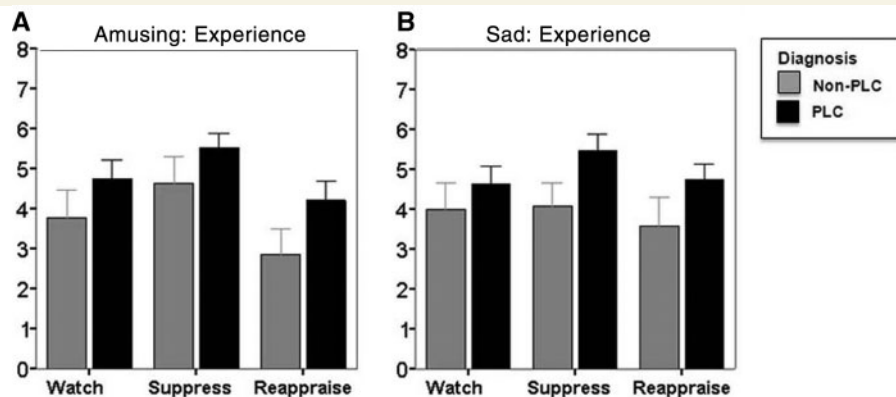 A
Amusing: Experience
8
7
6
5
4
3
2
1
0
Watch Suppress Reappraise
B
Sad: Experience
8
7
6
5
4
3
2
1
0
Watch Suppress Reappraise
Diagnosis
Non-PLC
PLC